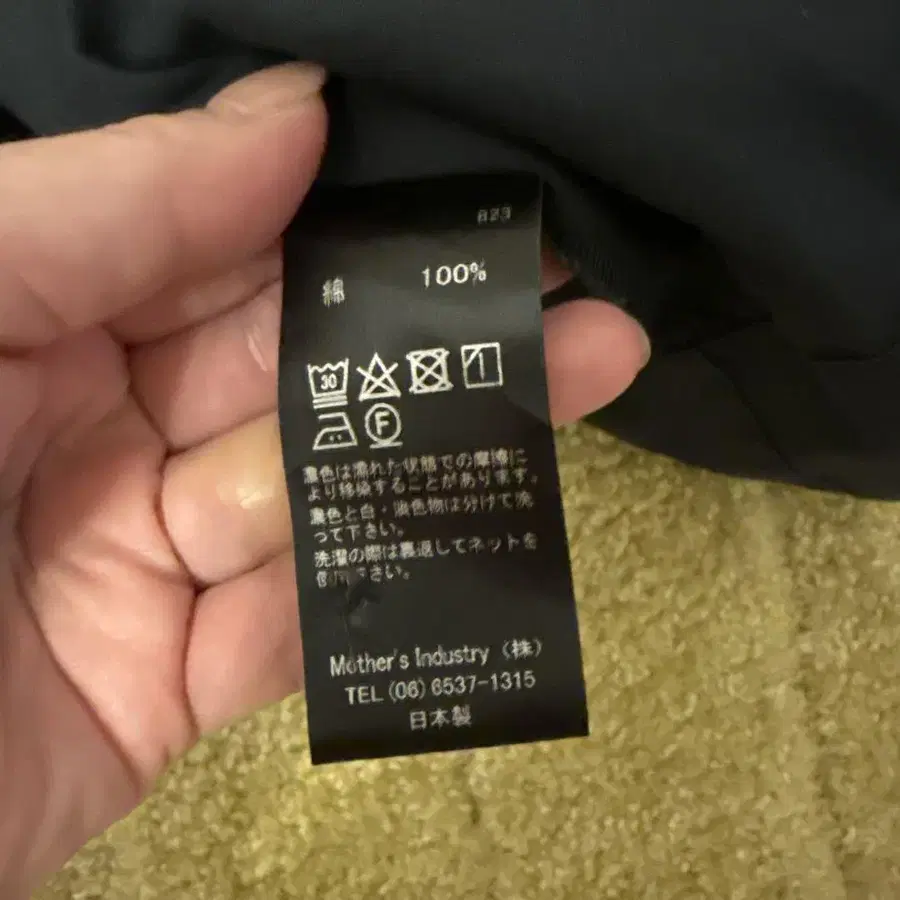 823
綿 100%
30
F
濃色は濡れた状態での摩擦に
より移染することがあります。
濃色と白・淡色物は分けて洗
って下さい。
洗濯の際は裏返してネットを
さい。
Mother's Industry (株)
TEL (06) 6537-1315
日本製